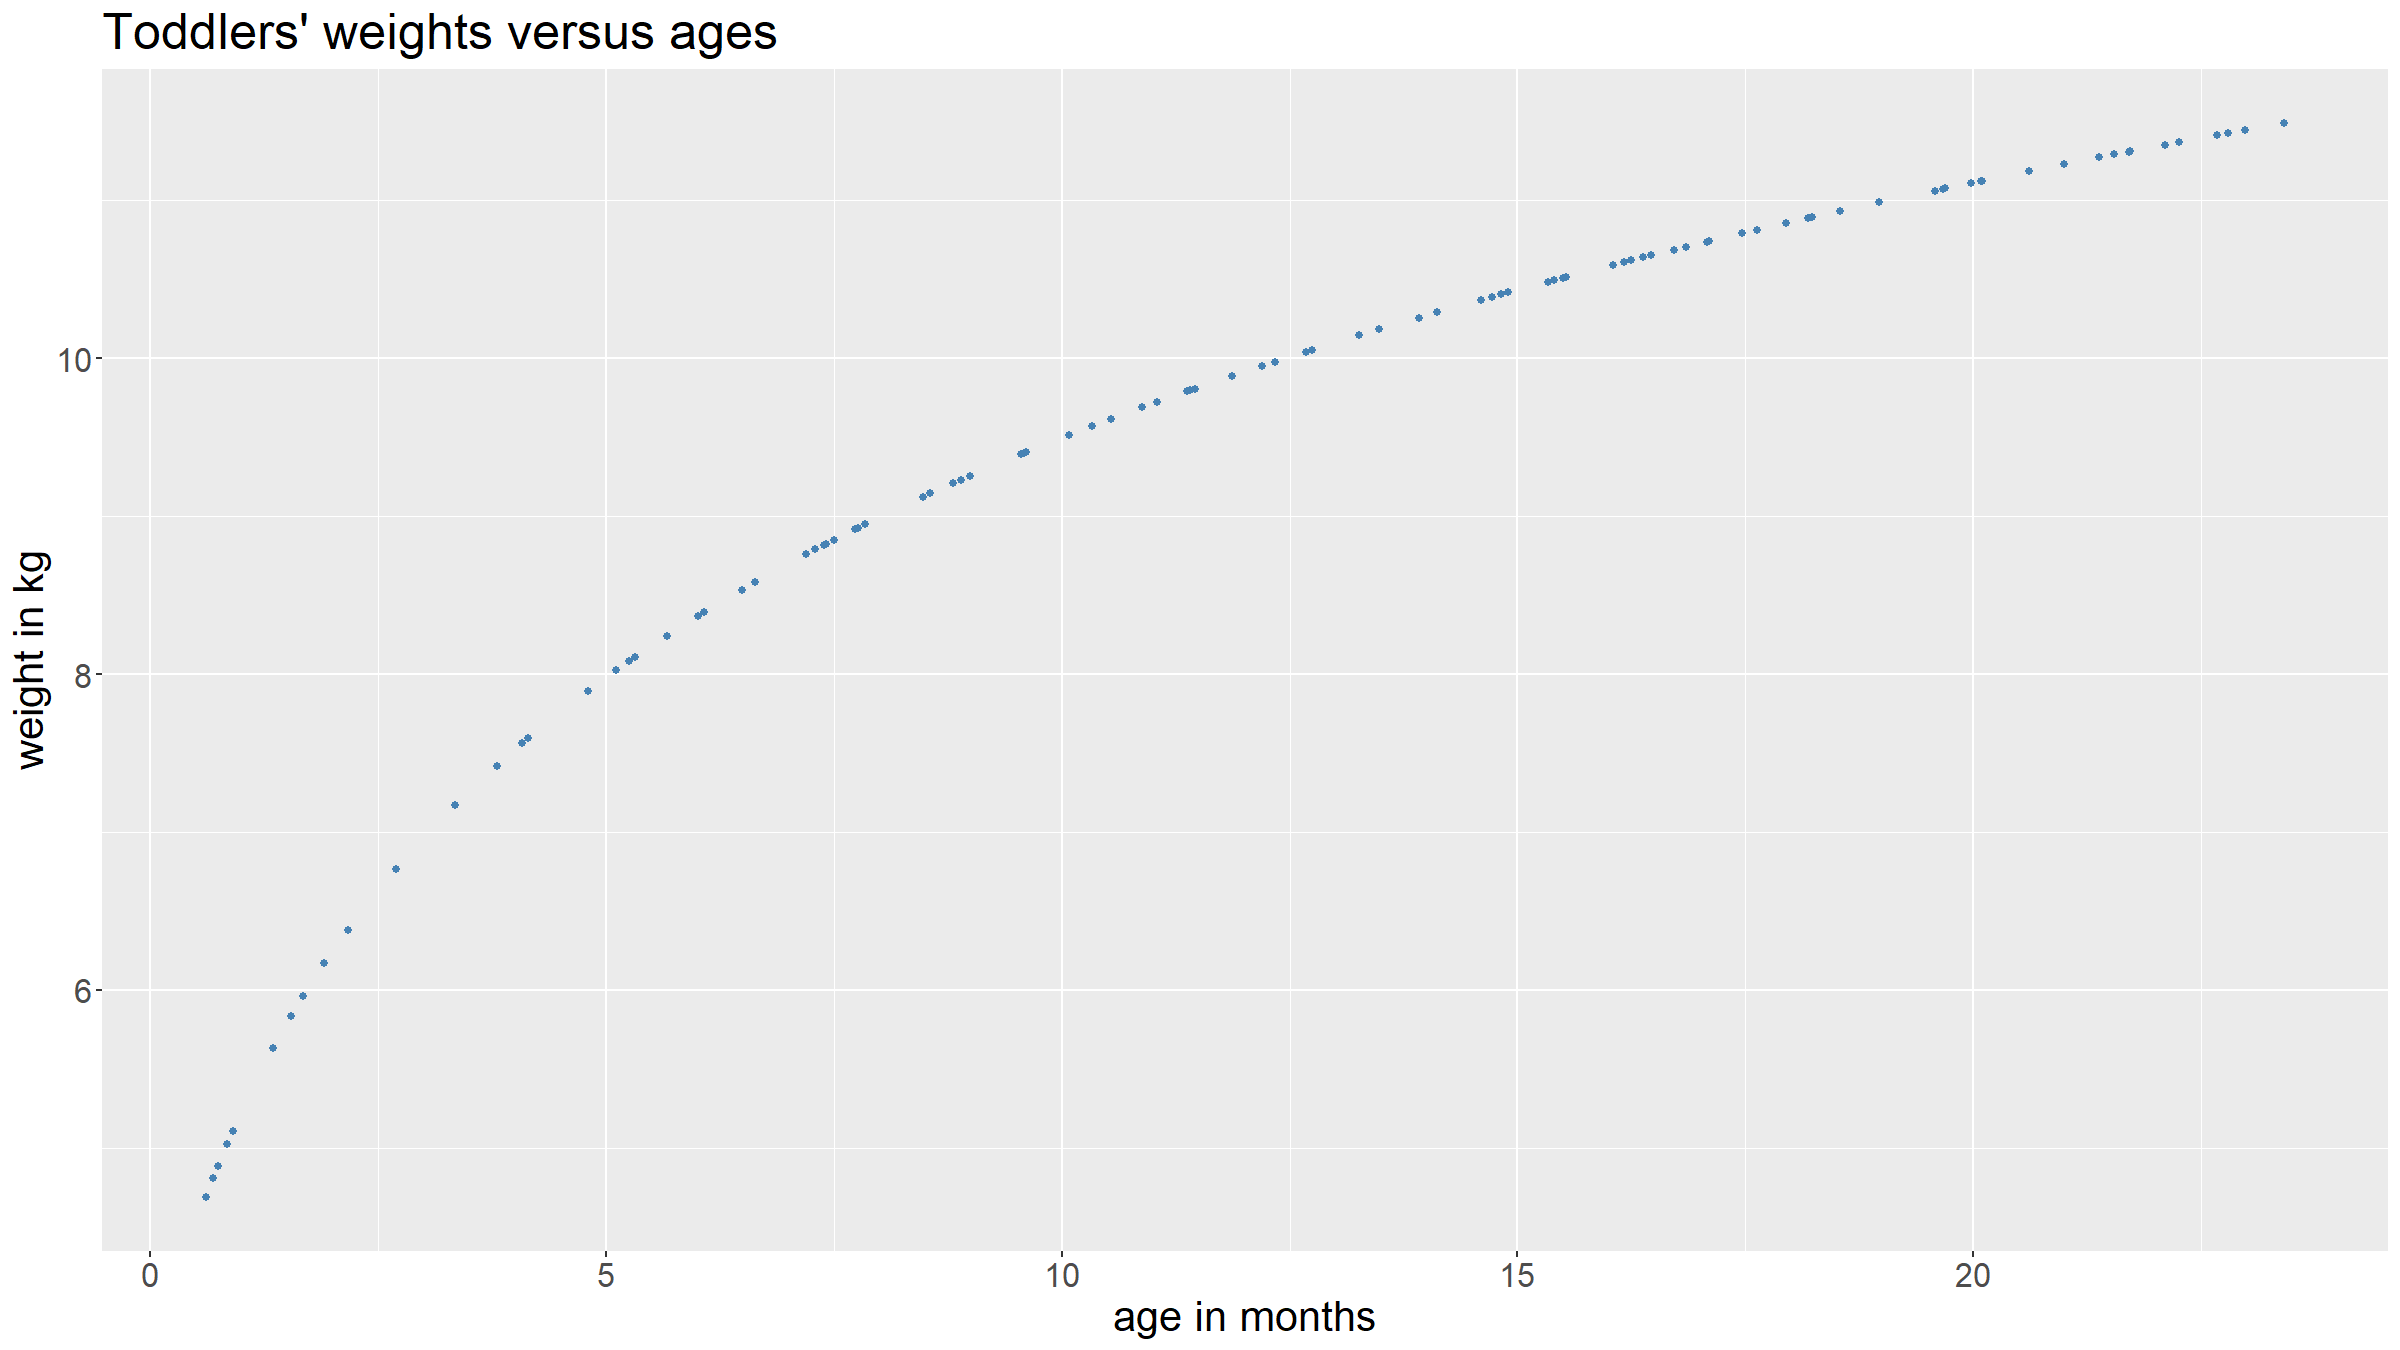 Toddlers' weights versus ages
weight in kg
10
8
6
0 5 10 15 20
age in months